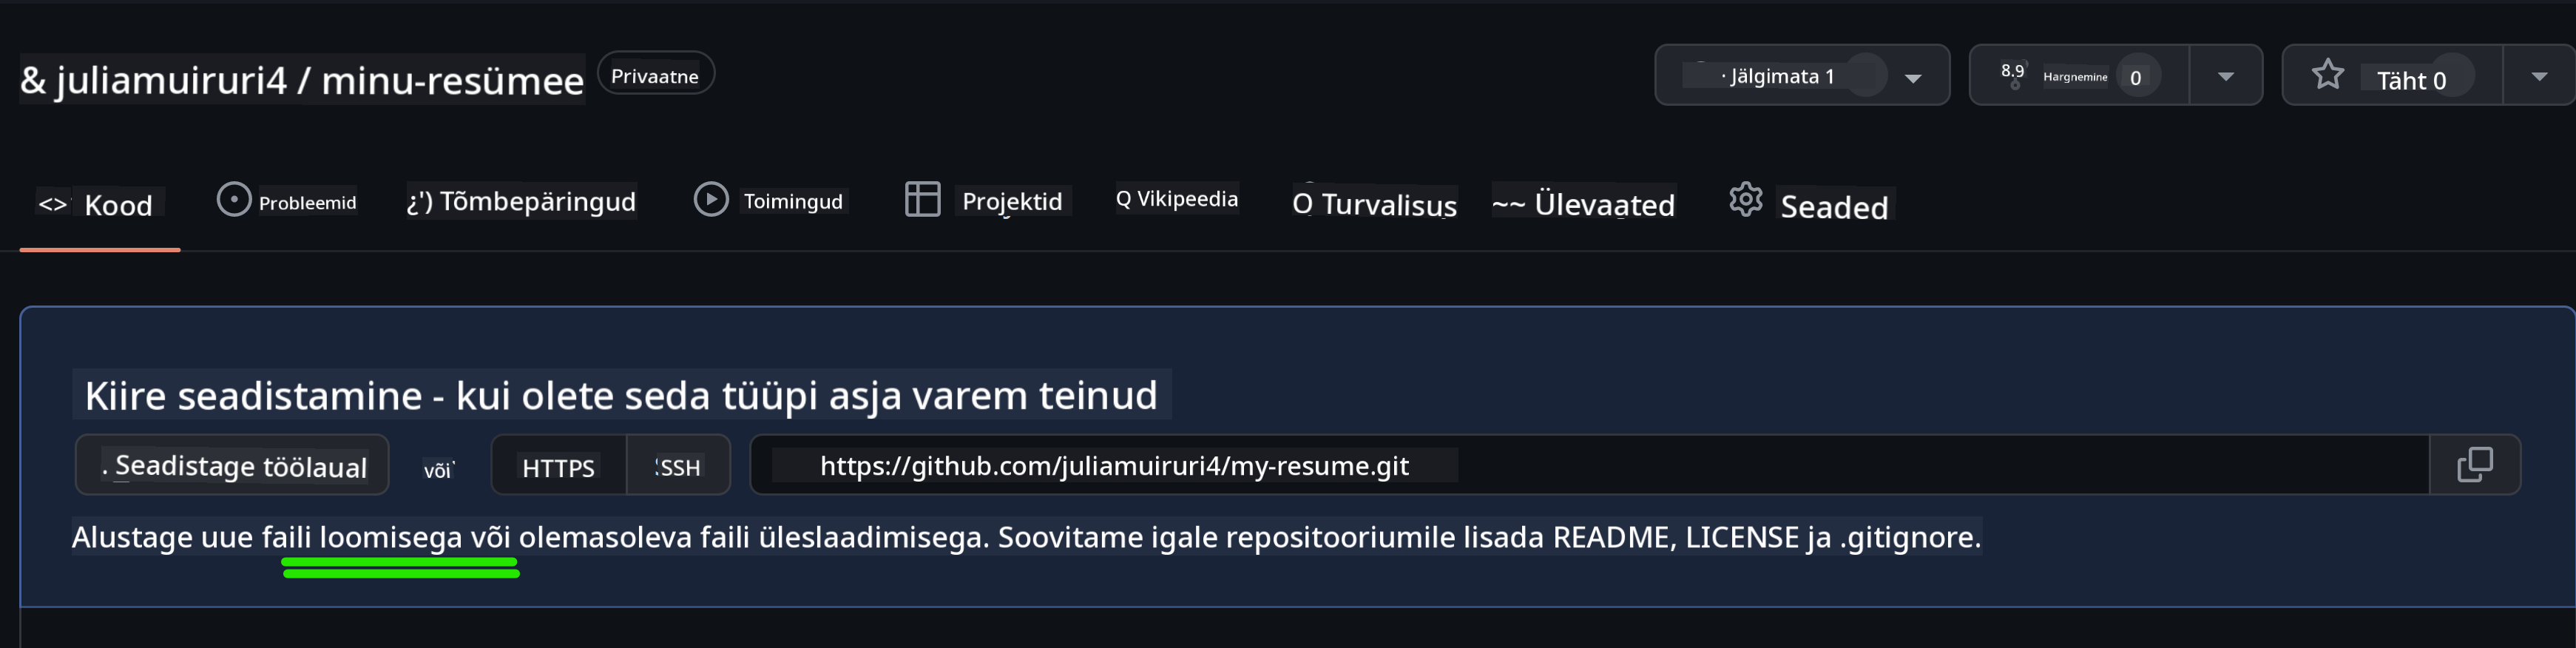 & juliamuiruri4 / minu-resümee Privaatne · Jälgimata 1 8.9 Hargnemine 0 Täht 0
<> Kood Probleemid ¿') Tõmbepäringud Toimingud Projektid Q Vikipeedia O Turvalisus ~~ Ülevaated Seaded
Kiire seadistamine - kui olete seda tüüpi asja varem teinud
. Seadistage töölaual või HTTPS SSH https://github.com/juliamuiruri4/my-resume.git
Alustage uue faili loomisega või olemasoleva faili üleslaadimisega. Soovitame igale repositooriumile lisada README, LICENSE ja .gitignore.